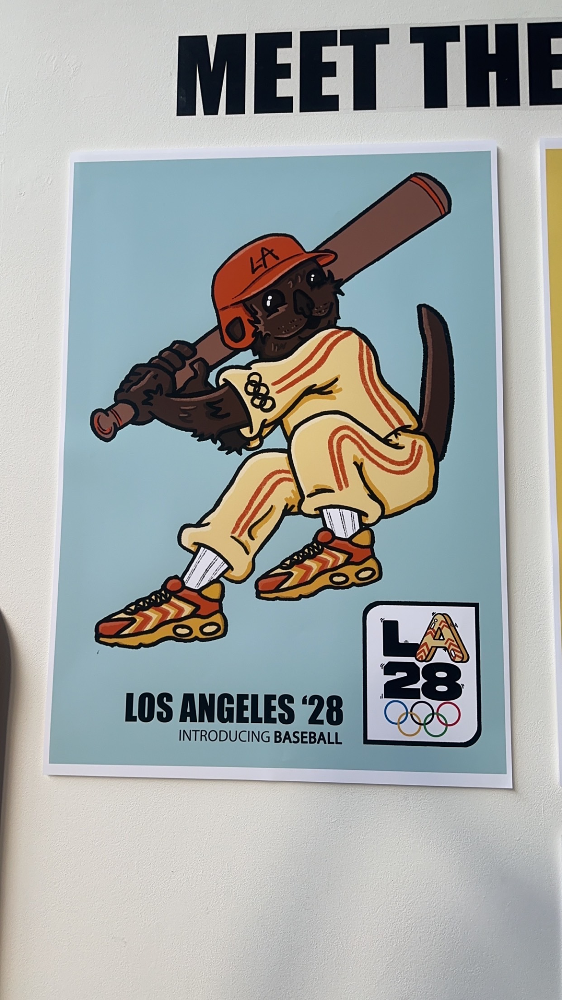 MEET THE
LA
LOS ANGELES ‘28
INTRODUCING BASEBALL
LA
28